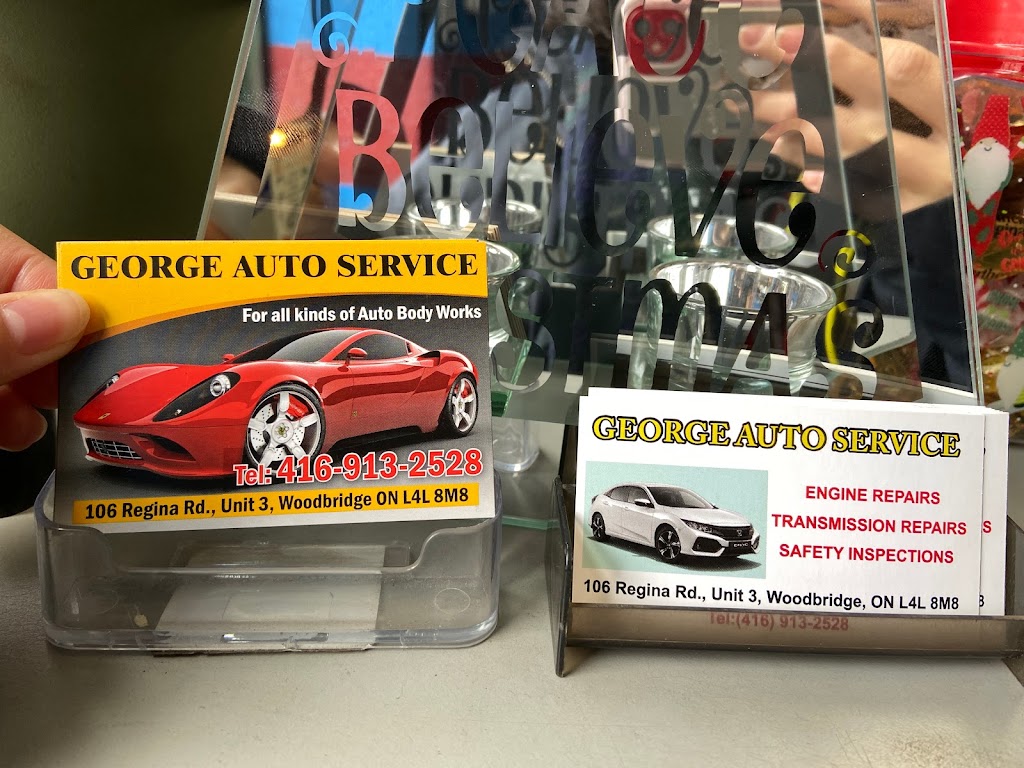 GEORGE AUTO SERVICE
For all kinds of Auto Body Works
Tel: 416-913-2528
106 Regina Rd., Unit 3, Woodbridge ON L4L 8M8
Believe
GEORGE AUTO SERVICE
ENGINE REPAIRS
TRANSMISSION REPAIRS
SAFETY INSPECTIONS
106 Regina Rd., Unit 3, Woodbridge, ON L4L 8M8
Tel:(416) 913-2528